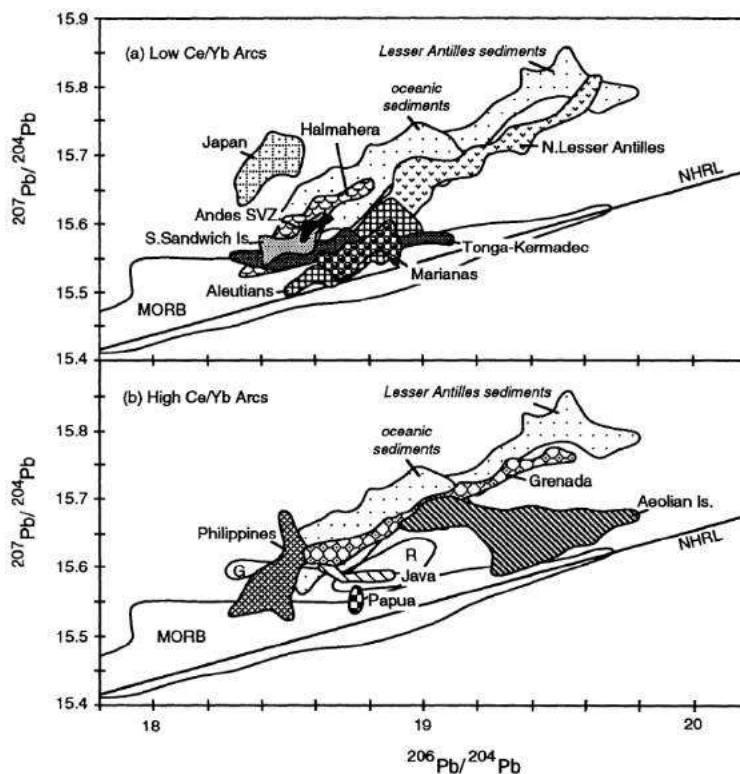 15.9
(a) Low Ce/Yb Arcs
Lesser Antilles sediments
15.8
oceanic
sediments
Halmahera
Japan
15.7
N.Lesser Antilles
NHRL
Andes SVZ
15.6
S.Sandwich Is.
Tonga-Kermadec
Marianas
15.5
Aleutians
MORB
15.4
207Pb/ 204Pb
(b) High Ce/Yb Arcs
Lesser Antilles sediments
15.8
oceanic
sediments
Grenada
15.7
Aeolian Is.
Philippines
R
NHRL
G
15.6
Java
Papua
MORB
15.5
15.4
207Pb/ 204Pb
18
19
20
206Pb/ 204Pb